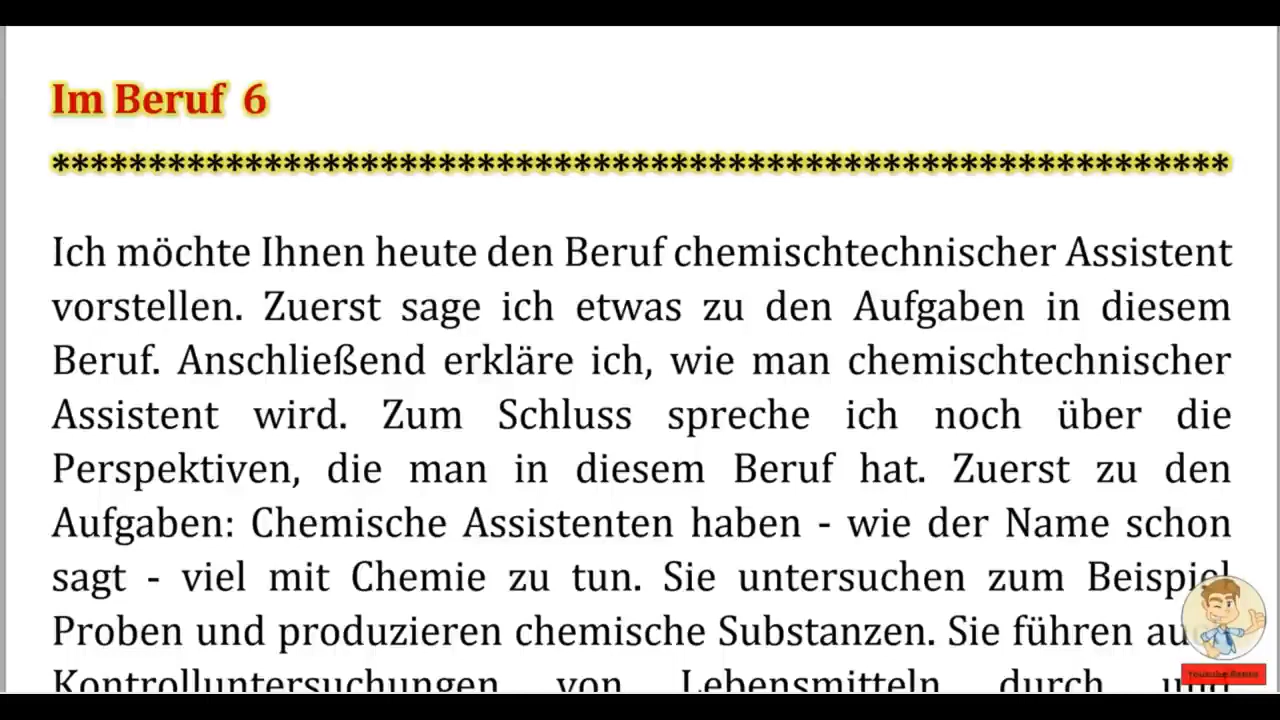 Im Beruf 6
*************************************************************
Ich möchte Ihnen heute den Beruf chemischtechnischer Assistent
vorstellen. Zuerst sage ich etwas zu den Aufgaben in diesem
Beruf. Anschließend erkläre ich, wie man chemischtechnischer
Assistent wird. Zum Schluss spreche ich noch über die
Perspektiven, die man in diesem Beruf hat. Zuerst zu den
Aufgaben: Chemische Assistenten haben - wie der Name schon
sagt - viel mit Chemie zu tun. Sie untersuchen zum Beispiel
Proben und produzieren chemische Substanzen. Sie führen
Kontrolluntersuchungen von Lebensmitteln durch und